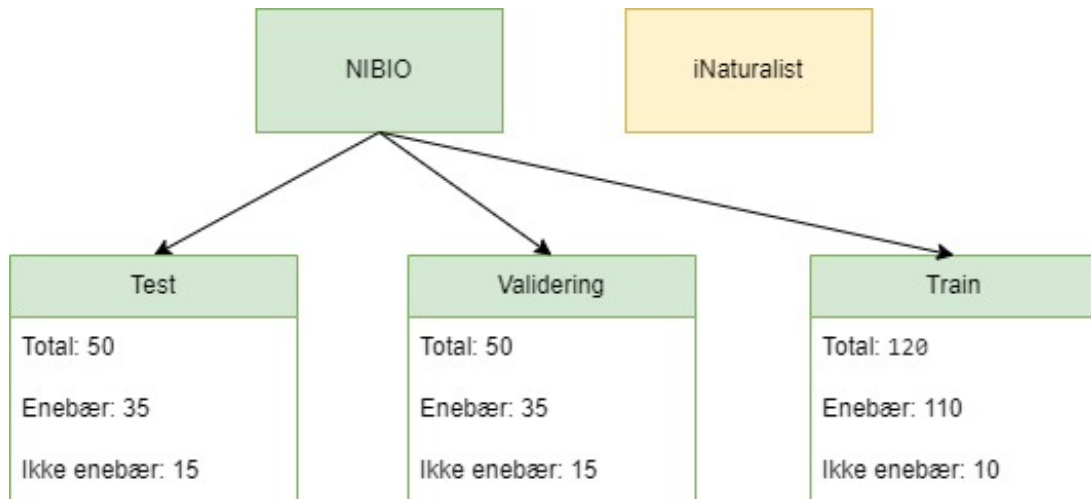 NIBIO
iNaturalist
Test
Total: 50
Enebær: 35
Ikke enebær: 15
Validering
Total: 50
Enebær: 35
Ikke enebær: 15
Train
Total: 120
Enebær: 110
Ikke enebær: 10